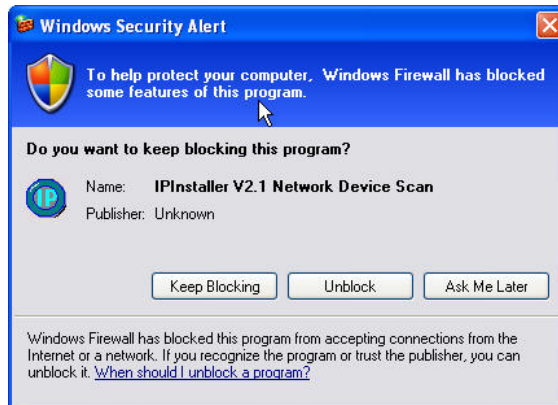 Windows Security Alert
To help protect your computer, Windows Firewall has blocked
some features of this program.
Do you want to keep blocking this program?
IP
Name: IPInstaller V2.1 Network Device Scan
Publisher: Unknown
Keep Blocking Unblock Ask Me Later
Windows Firewall has blocked this program from accepting connections from the
Internet or a network. If you recognize the program or trust the publisher, you can
unblock it. When should I unblock a program?